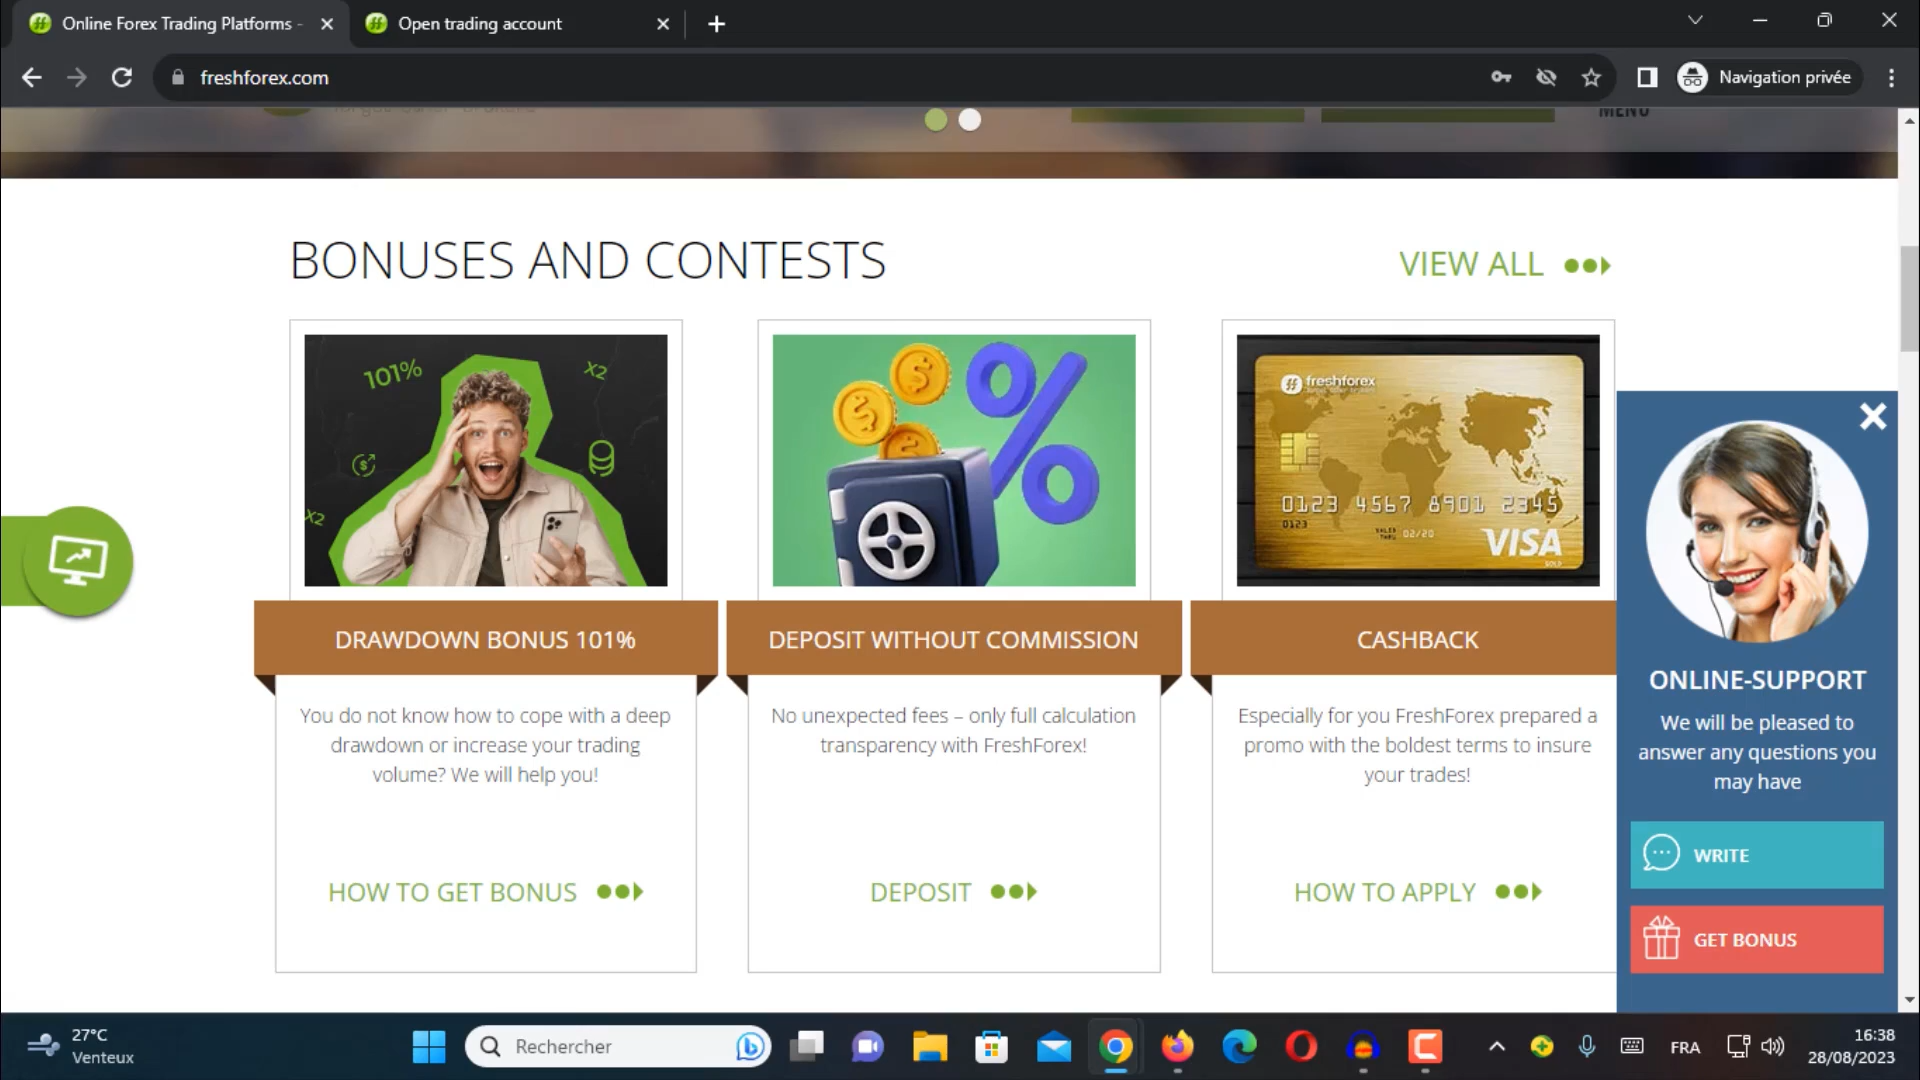 Online Forex Trading Platforms -
Open trading account
freshforex.com
Navigation privée
MENU
BONUSES AND CONTESTS
VIEW ALL
101%
X2
X2
freshforex
0123 4567 8901 2345
0123
VALID THRU 02/20
VISA
GOLD
DRAWDOWN BONUS 101%
DEPOSIT WITHOUT COMMISSION
CASHBACK
You do not know how to cope with a deep
drawdown or increase your trading
volume? We will help you!
No unexpected fees – only full calculation
transparency with FreshForex!
Especially for you FreshForex prepared a
promo with the boldest terms to insure
your trades!
HOW TO GET BONUS
DEPOSIT
HOW TO APPLY
ONLINE-SUPPORT
We will be pleased to
answer any questions you
may have
WRITE
GET BONUS
27°C
Venteux
Rechercher
FRA
16:38
28/08/2023